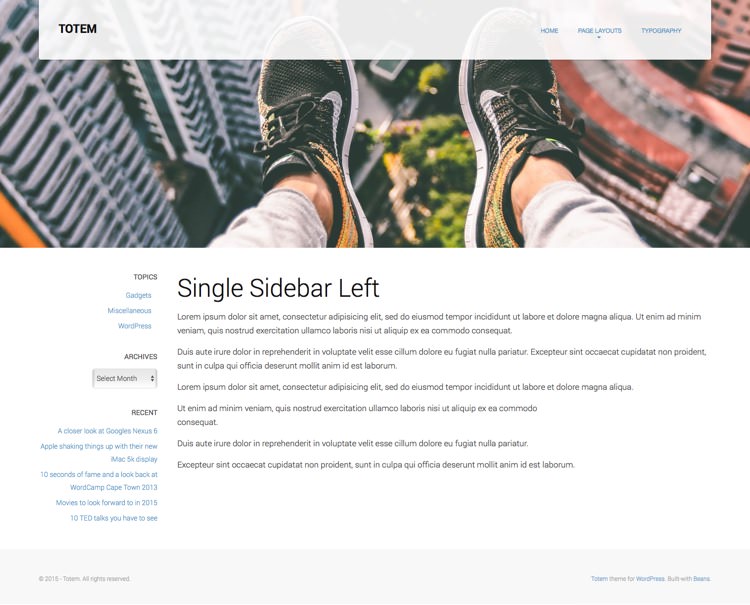 TOTEM
HOME PAGE LAYOUTS TYPOGRAPHY
TOPICS
Gadgets
Miscellaneous
WordPress
ARCHIVES
Select Month
RECENT
A closer look at Googles Nexus 6
Apple shaking things up with their new
iMac 5k display
10 seconds of fame and a look back at
WordCamp Cape Town 2013
Movies to look forward to in 2015
10 TED talks you have to see
Single Sidebar Left
Lorem ipsum dolor sit amet, consectetur adipisicing elit, sed do eiusmod tempor incididunt ut labore et dolore magna aliqua. Ut enim ad minim
veniam, quis nostrud exercitation ullamco laboris nisi ut aliquip ex ea commodo consequat.
Duis aute irure dolor in reprehenderit in voluptate velit esse cillum dolore eu fugiat nulla pariatur. Excepteur sint occaecat cupidatat non proident,
sunt in culpa qui officia deserunt mollit anim id est laborum.
Lorem ipsum dolor sit amet, consectetur adipisicing elit, sed do eiusmod tempor incididunt ut labore et dolore magna aliqua.
Ut enim ad minim veniam, quis nostrud exercitation ullamco laboris nisi ut aliquip ex ea commodo
consequat.
Duis aute irure dolor in reprehenderit in voluptate velit esse cillum dolore eu fugiat nulla pariatur.
Excepteur sint occaecat cupidatat non proident, sunt in culpa qui officia deserunt mollit anim id est laborum.
© 2015 - Totem. All rights reserved.
Totem theme for WordPress. Built-with Beans.